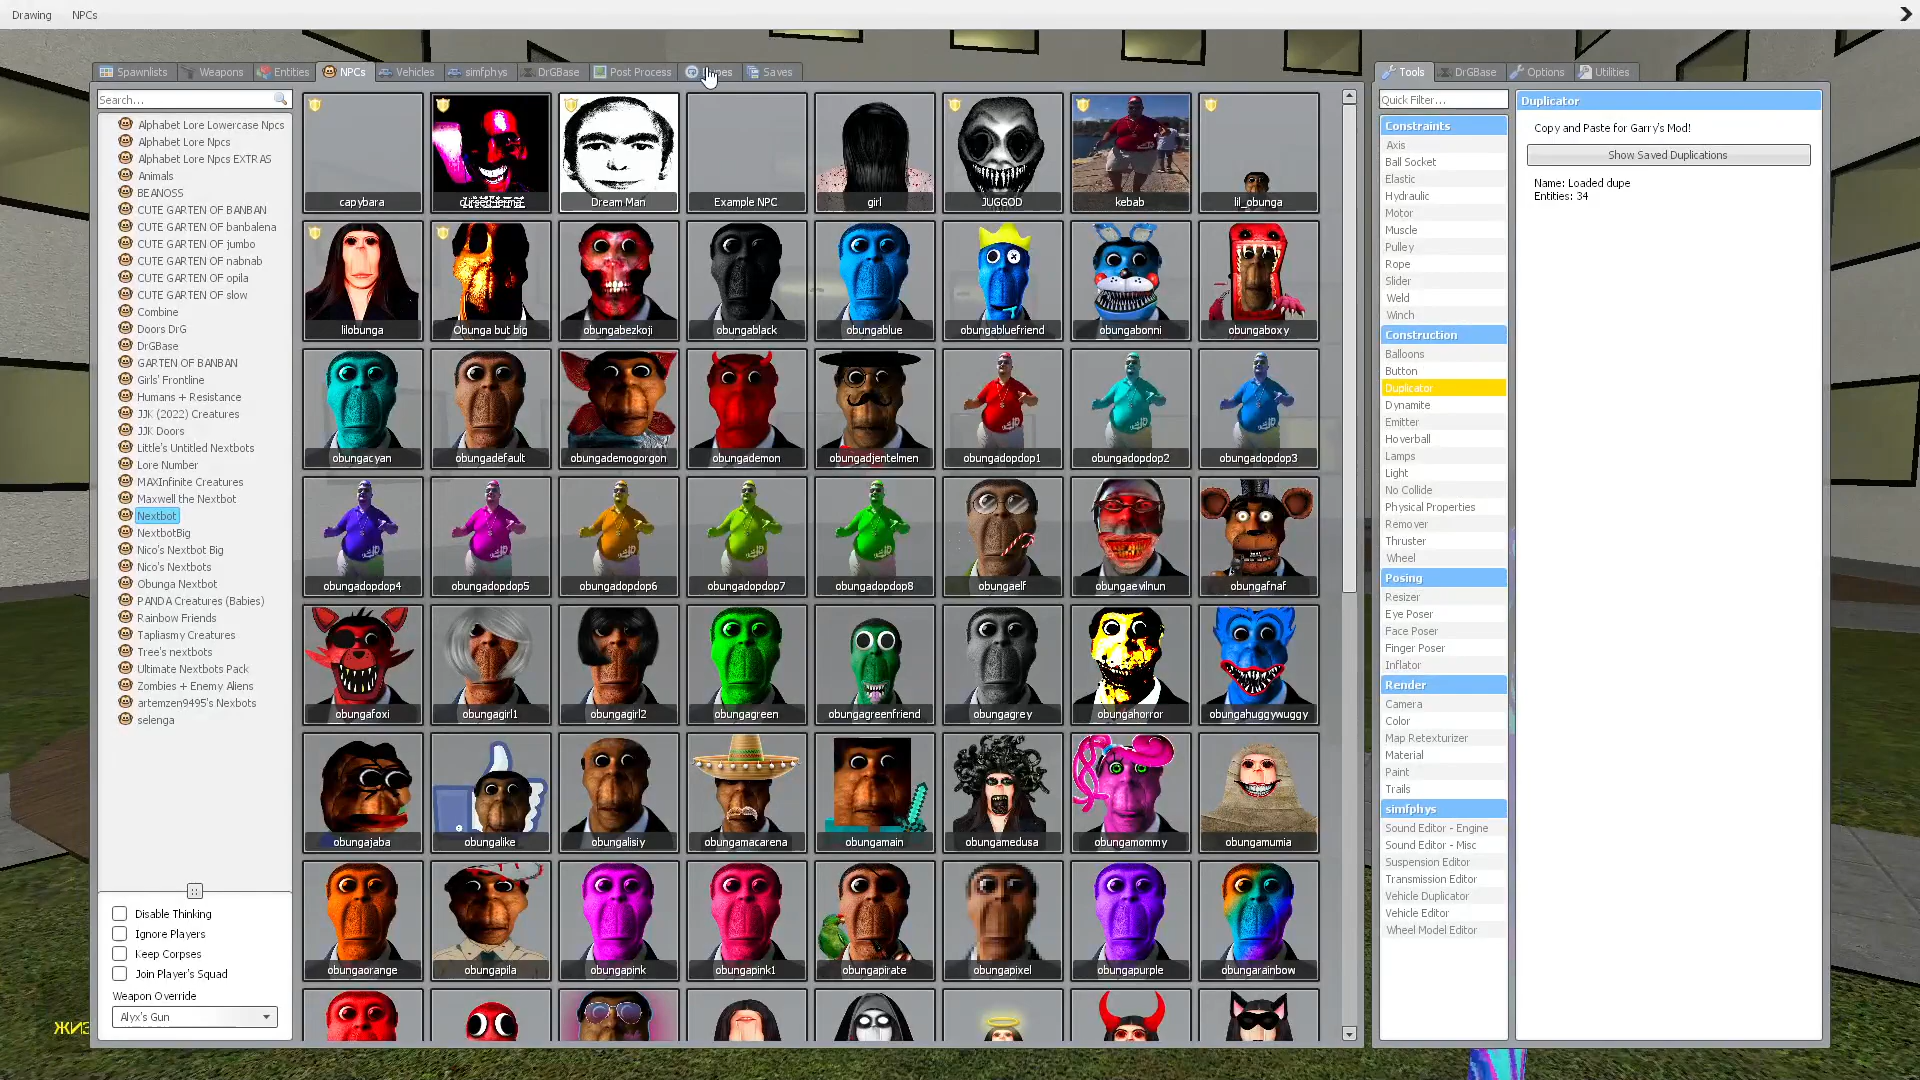 Drawing NPCs
Spawnlists Weapons Entities NPCs Vehicles simfphys DrGBase Post Process Saves
Tools DrGBase Options Utilities
Search...
Alphabet Lore Lowercase Npcs
Alphabet Lore Npcs
Alphabet Lore Npcs EXTRAS
Animals
BEANOSS
CUTE GARTEN OF BANBAN
CUTE GARTEN OF banbalena
CUTE GARTEN OF jumbo
CUTE GARTEN OF nabnab
CUTE GARTEN OF opila
CUTE GARTEN OF slow
Combine
Doors DrG
DrGBase
GARTEN OF BANBAN
Girls' Frontline
Humans + Resistance
JJK (2022) Creatures
JJK Doors
Little's Untitled Nextbots
Lore Number
MAXInfinite Creatures
Maxwell the Nextbot
Nextbot
NextbotBig
Nico's Nextbot Big
Nico's Nextbots
Obunga Nextbot
PANDA Creatures (Babies)
Rainbow Friends
Tapliasmy Creatures
Tree's nextbots
Ultimate Nextbots Pack
Zombies + Enemy Aliens
artemzen9495's Nexbots
selenga
Disable Thinking
Ignore Players
Keep Corpses
Join Player's Squad
Weapon Override
Alyx's Gun
ЖИЗ
capybara Dream Man Example NPC girl JUGGOD kebab lil_obunga
lilobunga Obunga but big obungabezkoji obungablack obungablue obungabluefriend obungabonni obungaboxy
obungacyan obungadefault obungademogorgon obungademon obungadjentelmen obungadopdop1 obungadopdop2 obungadopdop3
obungadopdop4 obungadopdop5 obungadopdop6 obungadopdop7 obungadopdop8 obungaelf obungaevilnun obungafnaf
obungafoxi obungagirl1 obungagirl2 obungagreen obungagreenfriend obungagrey obungahorror obungahuggywuggy
obungajaba obungalike obungalisiy obungamacarena obungamain obungamedusa obungamommy obungamumia
obungaorange obungapila obungapink obungapink1 obungapirate obungapixel obungapurple obungarainbow
Quick Filter...
Constraints
Axis
Ball Socket
Elastic
Hydraulic
Motor
Muscle
Pulley
Rope
Slider
Weld
Winch
Construction
Balloons
Button
Duplicator
Dynamite
Emitter
Hoverball
Lamps
Light
No Collide
Physical Properties
Remover
Thruster
Wheel
Posing
Resizer
Eye Poser
Face Poser
Finger Poser
Inflator
Render
Camera
Color
Map Retexturizer
Material
Paint
Trails
simfphys
Sound Editor - Engine
Sound Editor - Misc
Suspension Editor
Transmission Editor
Vehicle Duplicator
Vehicle Editor
Wheel Model Editor
Duplicator
Copy and Paste for Garry's Mod!
Show Saved Duplications
Name: Loaded dupe
Entities: 34